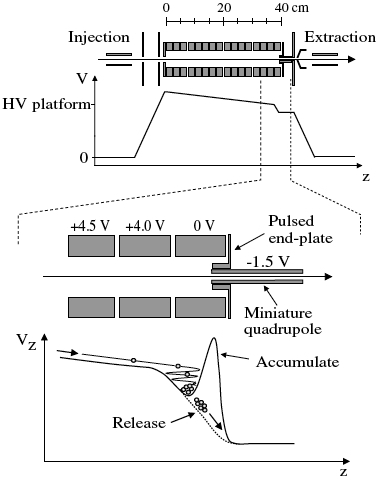 0 20 40 cm
Injection
Extraction
V
HV platform
0
z
+4.5 V +4.0 V 0 V
Pulsed
end-plate
-1.5 V
Miniature
quadrupole
Vz
Accumulate
Release
z